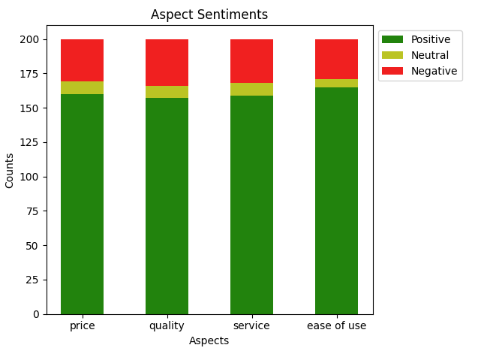 Aspect Sentiments
Positive
Neutral
Negative
200
175
150
125
100
75
50
25
0
Counts
price quality service ease of use
Aspects